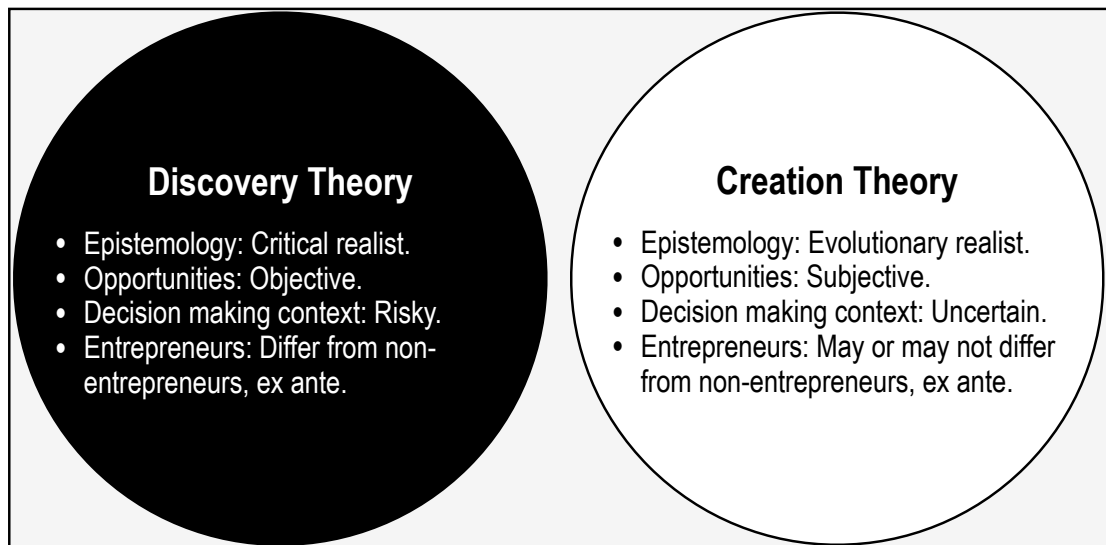 Discovery Theory
• Epistemology: Critical realist.
• Opportunities: Objective.
• Decision making context: Risky.
• Entrepreneurs: Differ from non-
entrepreneurs, ex ante.
Creation Theory
• Epistemology: Evolutionary realist.
• Opportunities: Subjective.
• Decision making context: Uncertain.
• Entrepreneurs: May or may not differ
from non-entrepreneurs, ex ante.